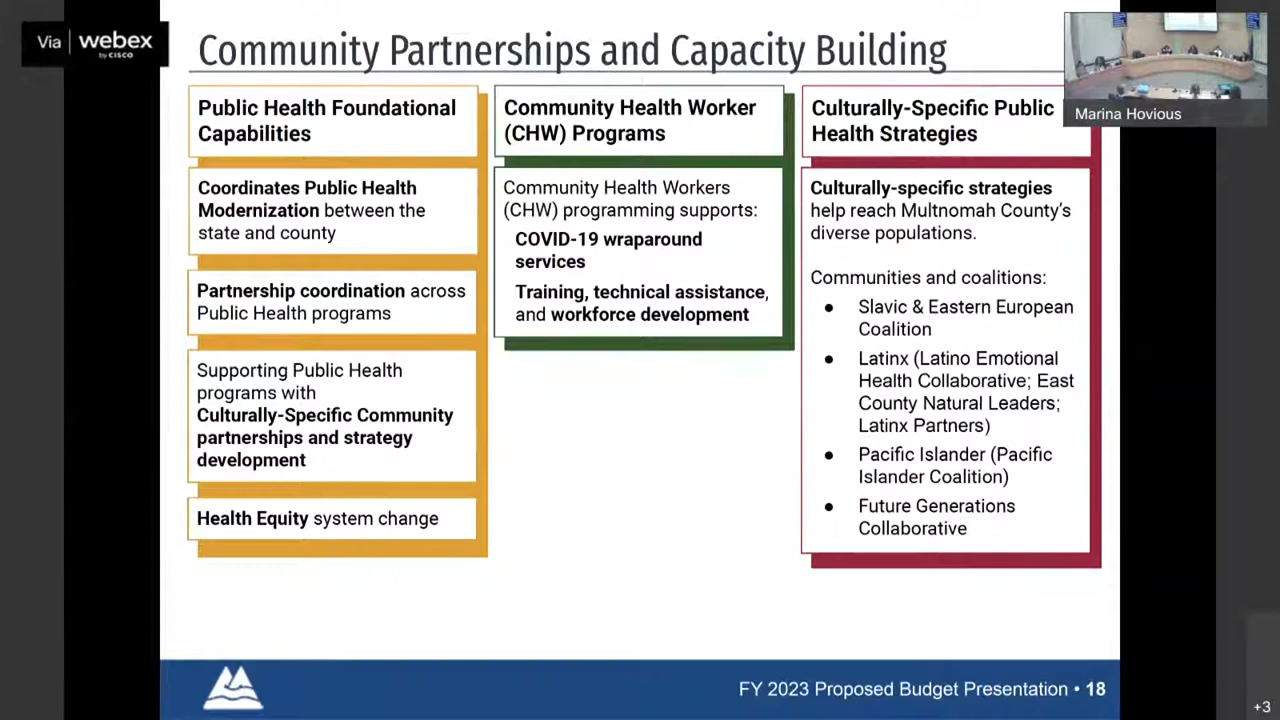 Via webex
by CISCO
Community Partnerships and Capacity Building
Marina Hovious
Public Health Foundational
Capabilities
Coordinates Public Health
Modernization between the
state and county
Partnership coordination across
Public Health programs
Supporting Public Health
programs with
Culturally-Specific Community
partnerships and strategy
development
Health Equity system change
Community Health Worker
(CHW) Programs
Community Health Workers
(CHW) programming supports:
COVID-19 wraparound
services
Training, technical assistance,
and workforce development
Culturally-Specific Public
Health Strategies
Culturally-specific strategies
help reach Multnomah County's
diverse populations.
Communities and coalitions:
● Slavic & Eastern European
Coalition
● Latinx (Latino Emotional
Health Collaborative; East
County Natural Leaders;
Latinx Partners)
● Pacific Islander (Pacific
Islander Coalition)
● Future Generations
Collaborative
FY 2023 Proposed Budget Presentation • 18
+3